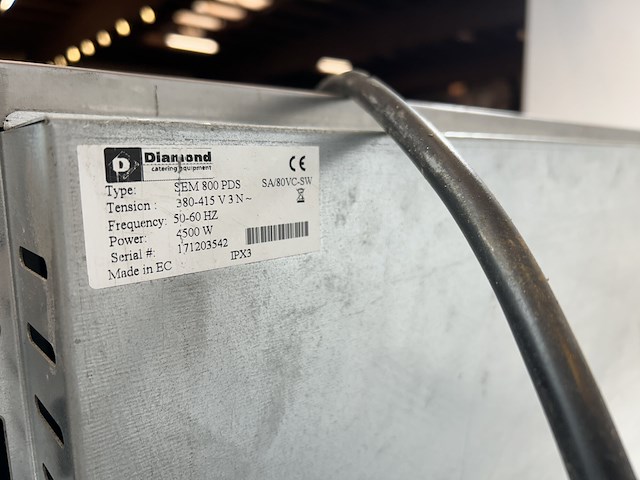 D Diamond
catering equipment
Type: SEM 800 PDS SA/80VC-SW
Tension : 380-415 V 3 N~
Frequency: 50-60 HZ
Power: 4500 W
Serial #: 171203542
Made in EC IPX3
CE